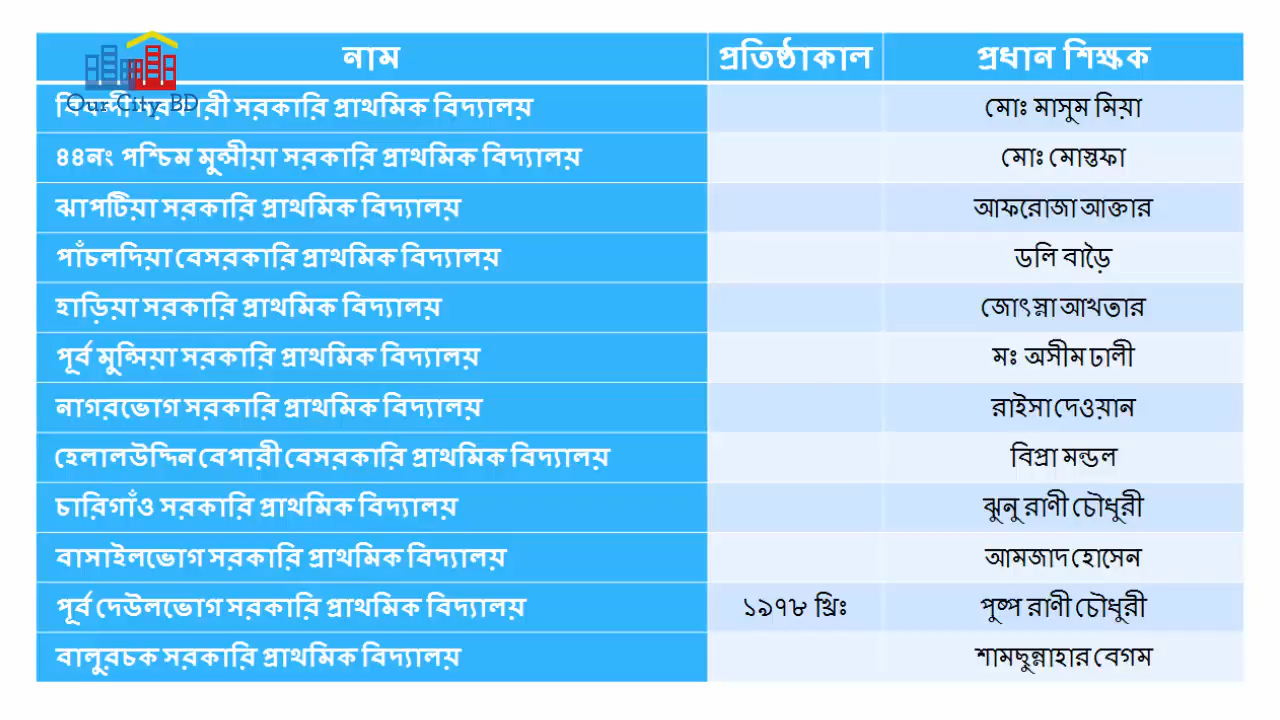 নাম প্রতিষ্ঠাকাল প্রধান শিক্ষক
Our City BD
সরকারি প্রাথমিক বিদ্যালয় মোঃ মাসুম মিয়া
৪৪নং পশ্চিম মুন্সীয়া সরকারি প্রাথমিক বিদ্যালয় মোঃ মোস্তফা
ঝাপটিয়া সরকারি প্রাথমিক বিদ্যালয় আফরোজা আক্তার
পাঁচলদিয়া বেসরকারি প্রাথমিক বিদ্যালয় ডলি বাড়ৈ
হাড়িয়া সরকারি প্রাথমিক বিদ্যালয় জোৎস্না আখতার
পূর্ব মুন্সিয়া সরকারি প্রাথমিক বিদ্যালয় মঃ অসীম ঢালী
নাগরভোগ সরকারি প্রাথমিক বিদ্যালয় রাইসা দেওয়ান
হেলালউদ্দিন বেপারী বেসরকারি প্রাথমিক বিদ্যালয় বিপ্রা মন্ডল
চারিগাঁও সরকারি প্রাথমিক বিদ্যালয় ঝুনু রাণী চৌধুরী
বাসাইলভোগ সরকারি প্রাথমিক বিদ্যালয় আমজাদ হোসেন
পূর্ব দেউলভোগ সরকারি প্রাথমিক বিদ্যালয় ১৯৭৮ খ্রিঃ পুষ্প রাণী চৌধুরী
বালুরচক সরকারি প্রাথমিক বিদ্যালয় শামছুন্নাহার বেগম